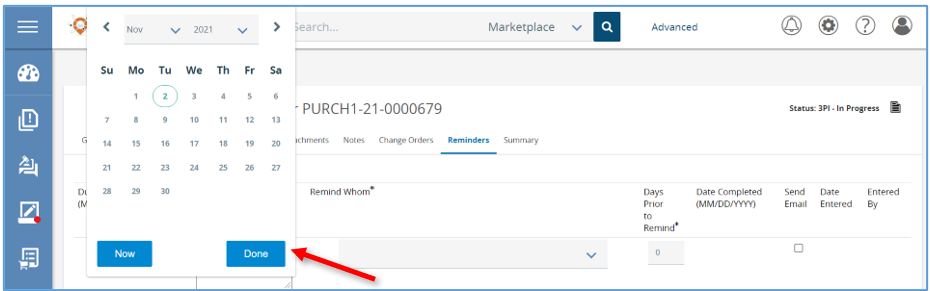 Nov 2021
Search...
Marketplace
Advanced
Su Mo Tu We Th Fr Sa
1 2 3 4 5 6
7 8 9 10 11 12 13
14 15 16 17 18 19 20
21 22 23 24 25 26 27
28 29 30
Now Done
PURCH1-21-0000679
Status: 3PI - In Progress
Notes Change Orders Reminders Summary
Remind Whom*
Days Prior to Remind*
Date Completed (MM/DD/YYYY)
Send Email
Date Entered
Entered By
0